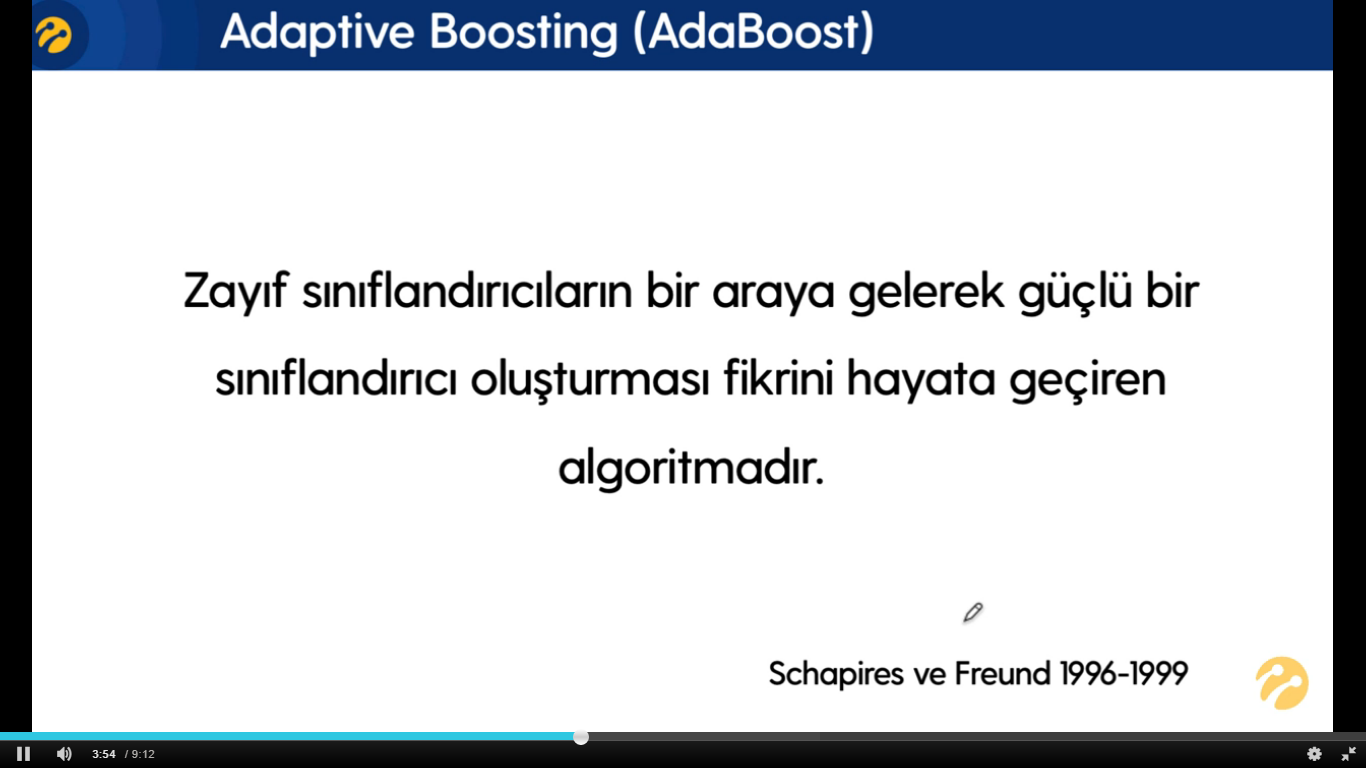 Adaptive Boosting (AdaBoost)
Zayıf sınıflandırıcıların bir araya gelerek güçlü bir
sınıflandırıcı oluşturması fikrini hayata geçiren
algoritmadır.
Schapires ve Freund 1996-1999
3:54 / 9:12